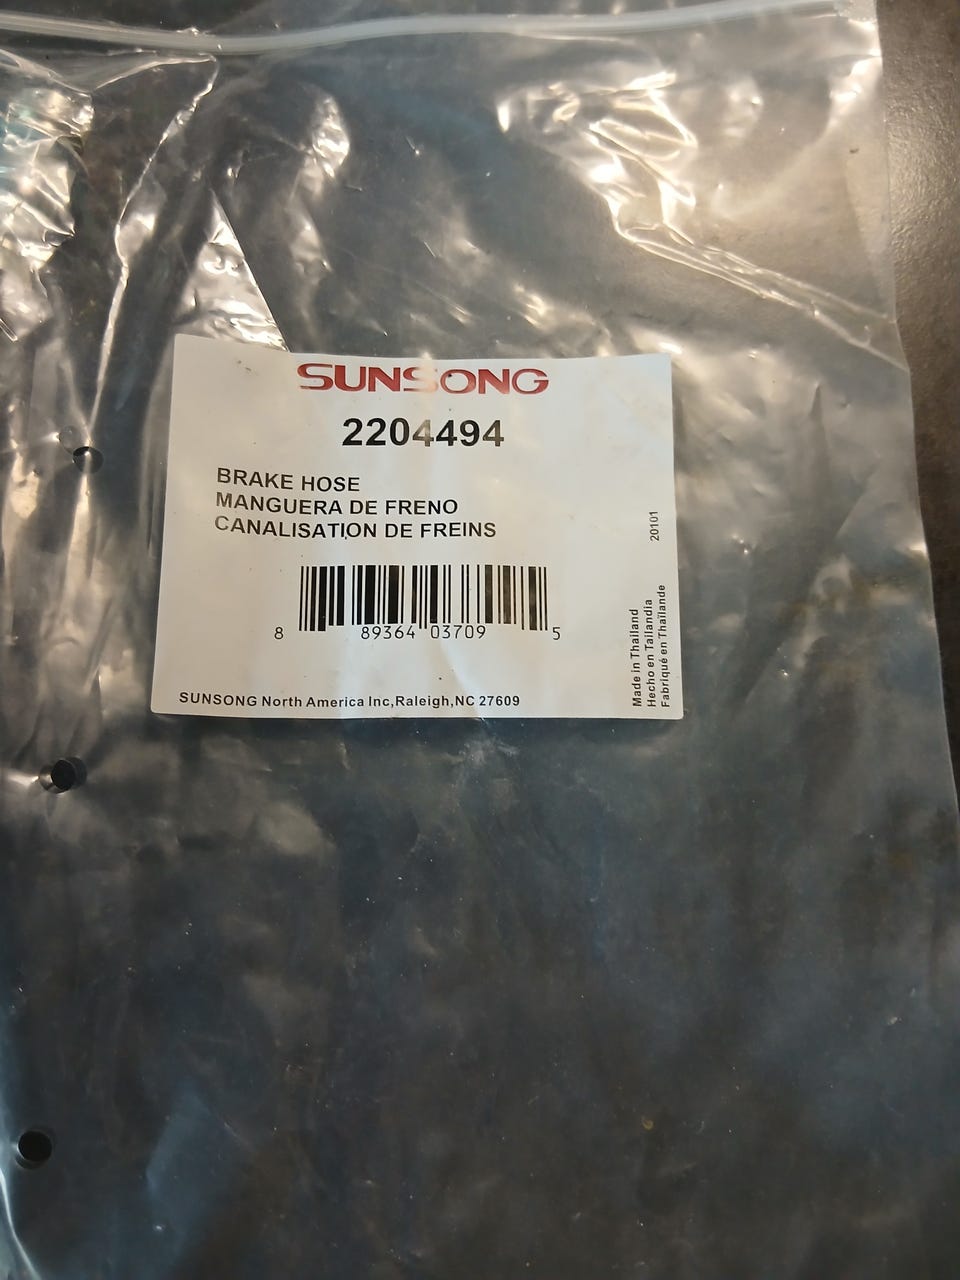 SUNSONG
2204494
BRAKE HOSE
MANGUERA DE FRENO
CANALISATION DE FREINS
8 89364 03709 5
SUNSONG North America Inc,Raleigh,NC 27609
20101
Made in Thailand
Hecho en Tailandia
Fabriqué en Thaïlande